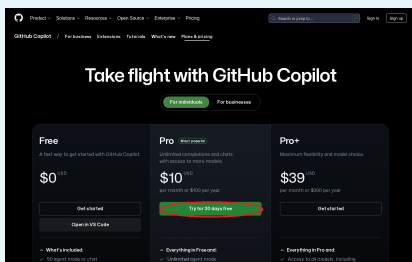 Product Solutions Resources Open Source Enterprise Pricing
Search or jump to...
Sign in
Sign up
GitHub Copilot / For business Extensions Tutorials What's new Plans & pricing
Take flight with GitHub Copilot
For individuals
For businesses
Free
A fast way to get started with GitHub Copilot
$0 USD
Get started
Open in VS Code
What's included:
50 agent mode or chat
Pro Most popular
Unlimited completions and chats
with access to more models.
$10 USD
per month or $100 per year
Try for 30 days free
Everything in Free and:
Unlimited agent mode
Pro+
Maximum flexibility and model choice.
$39 USD
per month or $390 per year
Get started
Everything in Pro and:
Access to all models, including